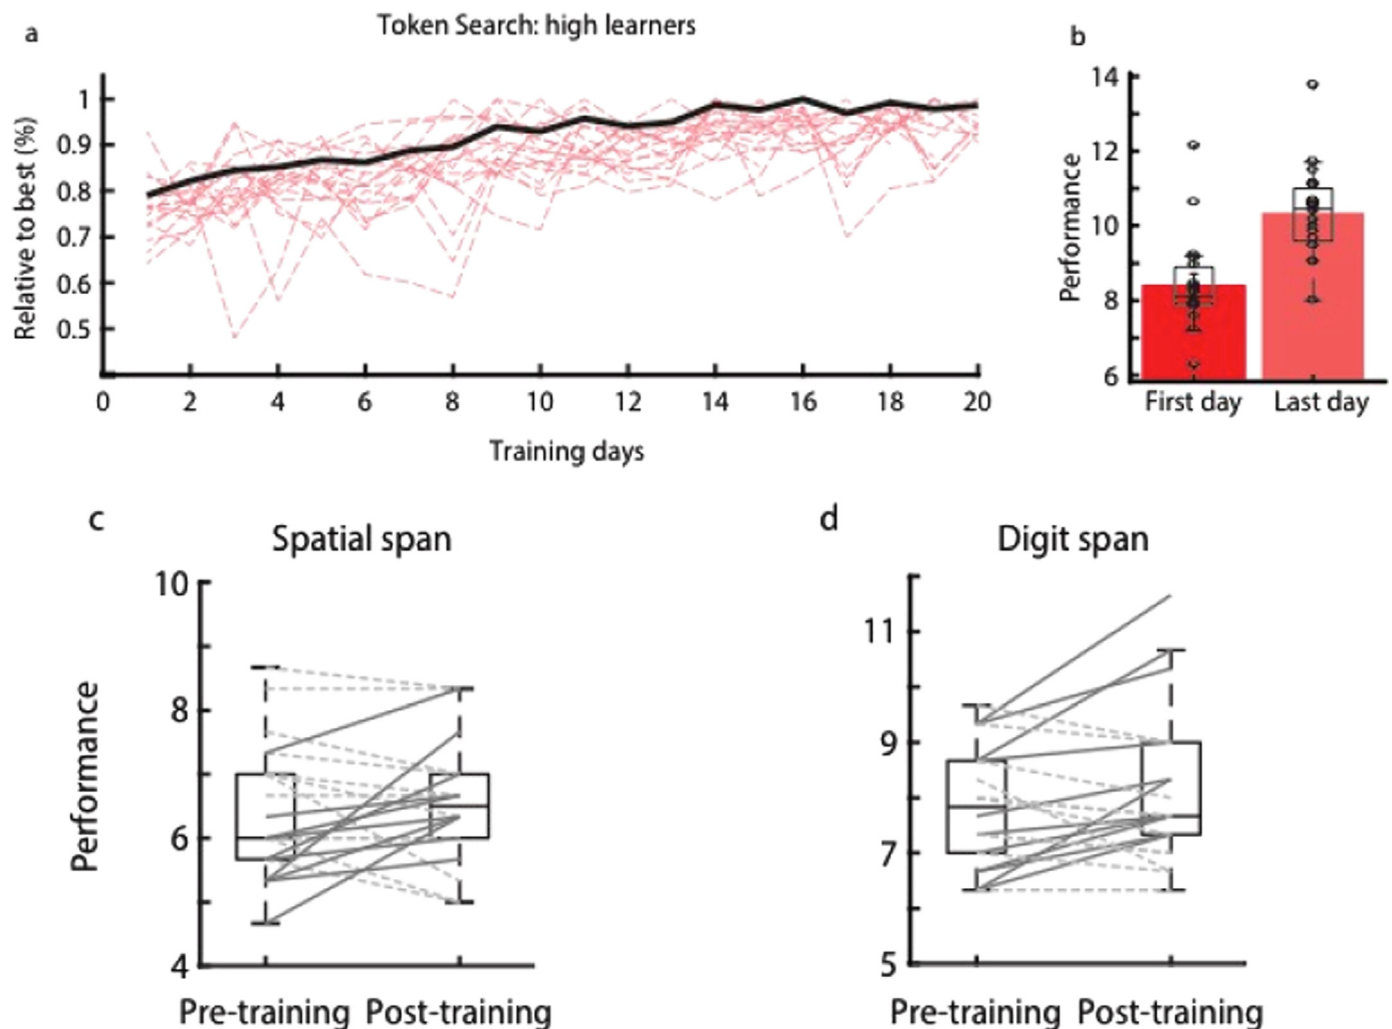 a
Token Search: high learners
Relative to best (%)
1
0.9
0.8
0.7
0.6
0.5
0 2 4 6 8 10 12 14 16 18 20
Training days
b
Performance
14
12
10
8
6
First day Last day
c
Spatial span
Performance
10
8
6
4
Pre-training Post-training
d
Digit span
11
9
7
5
Pre-training Post-training